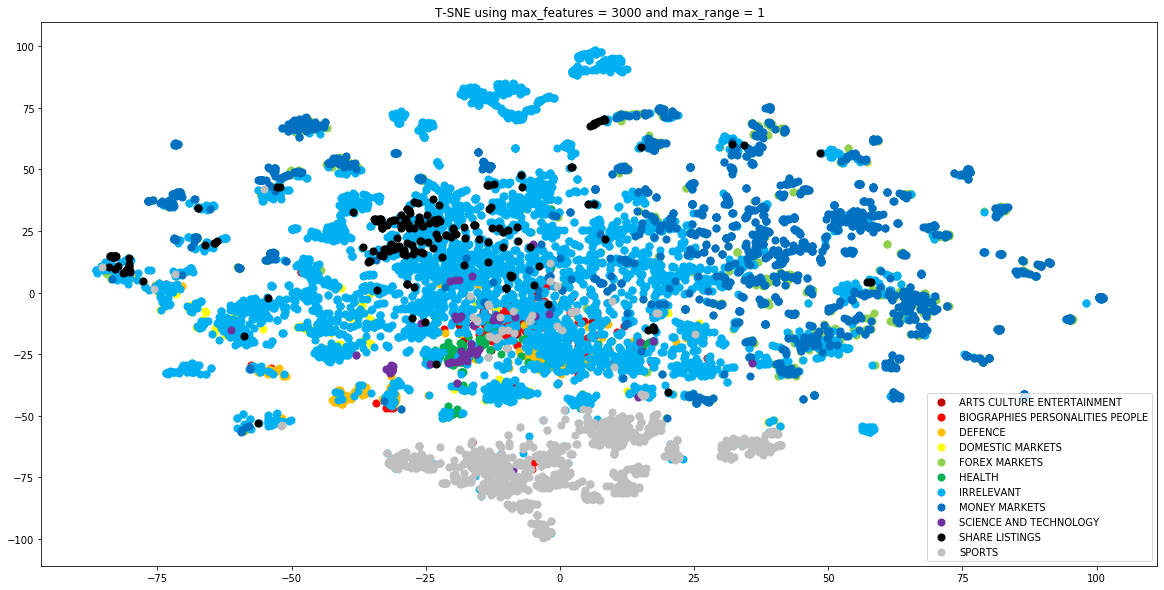 T-SNE using max_features = 3000 and max_range = 1
100
75
50
25
0
−25
−50
−75
−100
−75
−50
−25
0
25
50
75
100
ARTS CULTURE ENTERTAINMENT
BIOGRAPHIES PERSONALITIES PEOPLE
DEFENCE
DOMESTIC MARKETS
FOREX MARKETS
HEALTH
IRRELEVANT
MONEY MARKETS
SCIENCE AND TECHNOLOGY
SHARE LISTINGS
SPORTS